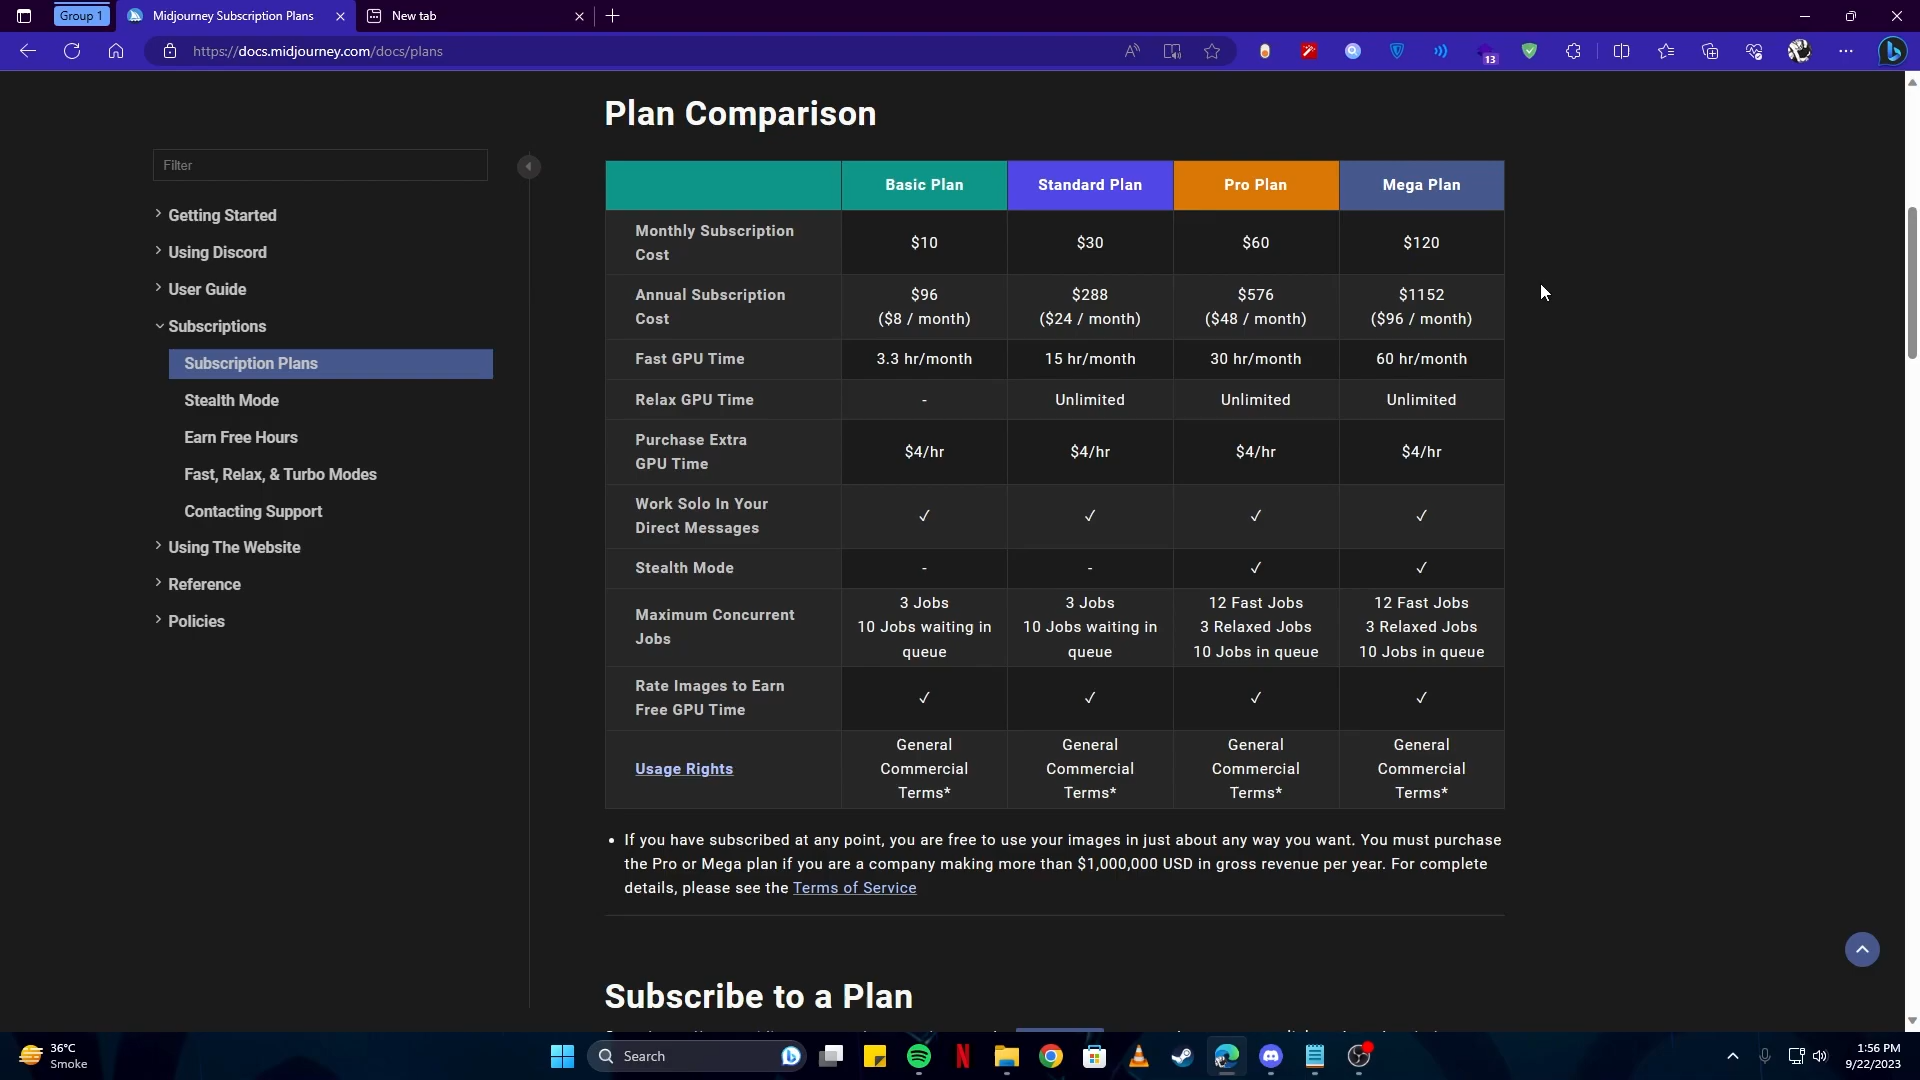 Group 1
Midjourney Subscription Plans
New tab
https://docs.midjourney.com/docs/plans
13
Filter
Getting Started
Using Discord
User Guide
Subscriptions
Subscription Plans
Stealth Mode
Earn Free Hours
Fast, Relax, & Turbo Modes
Contacting Support
Using The Website
Reference
Policies
Plan Comparison
Basic Plan Standard Plan Pro Plan Mega Plan
Monthly Subscription
Cost
$10 $30 $60 $120
Annual Subscription
Cost
$96 $288 $576 $1152
($8 / month) ($24 / month) ($48 / month) ($96 / month)
Fast GPU Time 3.3 hr/month 15 hr/month 30 hr/month 60 hr/month
Relax GPU Time - Unlimited Unlimited Unlimited
Purchase Extra
GPU Time
$4/hr $4/hr $4/hr $4/hr
Work Solo In Your
Direct Messages
✓ ✓ ✓ ✓
Stealth Mode - - ✓ ✓
Maximum Concurrent
Jobs
3 Jobs 3 Jobs 12 Fast Jobs 12 Fast Jobs
10 Jobs waiting in 10 Jobs waiting in 3 Relaxed Jobs 3 Relaxed Jobs
queue queue 10 Jobs in queue 10 Jobs in queue
Rate Images to Earn
Free GPU Time
✓ ✓ ✓ ✓
Usage Rights
General General General General
Commercial Commercial Commercial Commercial
Terms* Terms* Terms* Terms*
• If you have subscribed at any point, you are free to use your images in just about any way you want. You must purchase
the Pro or Mega plan if you are a company making more than $1,000,000 USD in gross revenue per year. For complete
details, please see the Terms of Service
Subscribe to a Plan
36°C
Smoke
Search
1:56 PM
9/22/2023